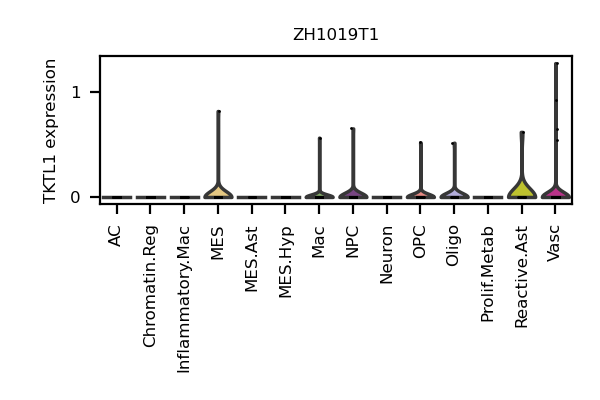 ZH1019T1
TKTL1 expression
1
0
AC
Chromatin.Reg
Inflammatory.Mac
MES
MES.Ast
MES.Hyp
Mac
NPC
Neuron
OPC
Oligo
Prolif.Metab
Reactive.Ast
Vasc